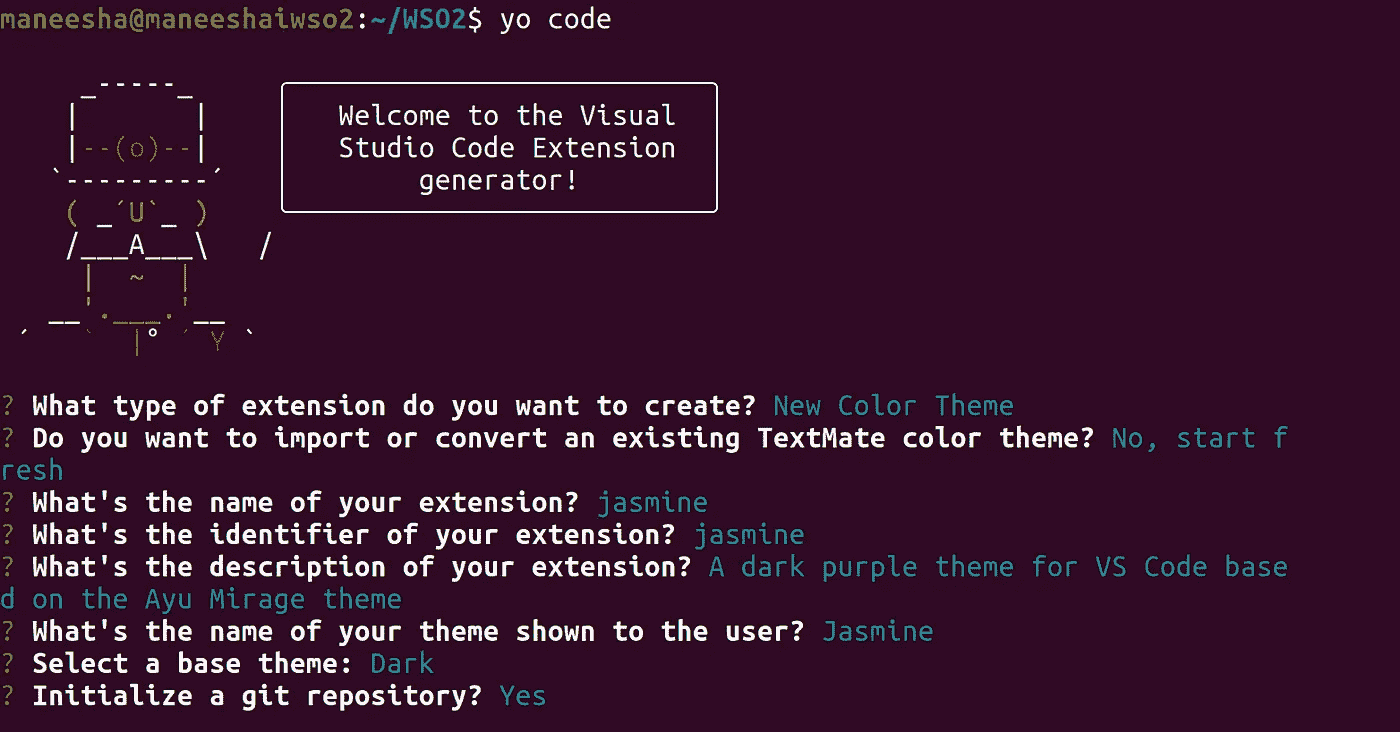 maneesha@maneeshaiwso2:~/WSO2$ yo code
     _-----_
    |       |
    |--(o)--|
   `---------´
    ( _´U`_ )
    /___A___\   /
     |  ~  |
   __'.___.'__
 ´   `  |° ´ Y `
Welcome to the Visual
Studio Code Extension
generator!
? What type of extension do you want to create? New Color Theme
? Do you want to import or convert an existing TextMate color theme? No, start f
resh
? What's the name of your extension? jasmine
? What's the identifier of your extension? jasmine
? What's the description of your extension? A dark purple theme for VS Code base
d on the Ayu Mirage theme
? What's the name of your theme shown to the user? Jasmine
? Select a base theme: Dark
? Initialize a git repository? Yes